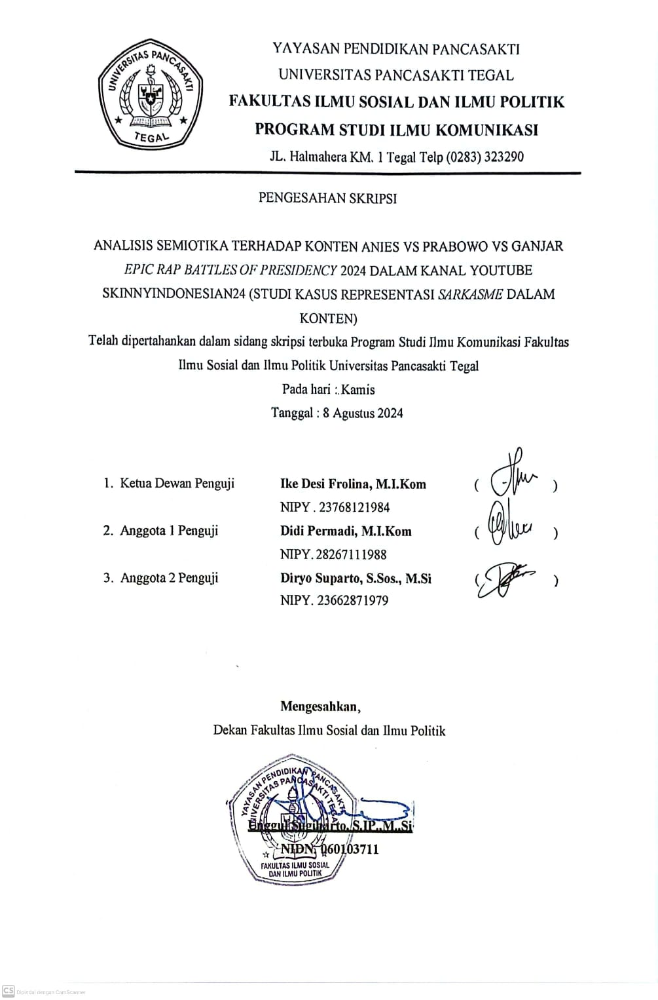 UNIVERSITAS PANCASAKTI
TEGAL
YAYASAN PENDIDIKAN PANCASAKTI
UNIVERSITAS PANCASAKTI TEGAL
FAKULTAS ILMU SOSIAL DAN ILMU POLITIK
PROGRAM STUDI ILMU KOMUNIKASI
JL. Halmahera KM. 1 Tegal Telp (0283) 323290
PENGESAHAN SKRIPSI
ANALISIS SEMIOTIKA TERHADAP KONTEN ANIES VS PRABOWO VS GANJAR
EPIC RAP BATTLES OF PRESIDENCY 2024 DALAM KANAL YOUTUBE
SKINNYINDONESIAN24 (STUDI KASUS REPRESENTASI SARKASME DALAM
KONTEN)
Telah dipertahankan dalam sidang skripsi terbuka Program Studi Ilmu Komunikasi Fakultas
Ilmu Sosial dan Ilmu Politik Universitas Pancasakti Tegal
Pada hari : Kamis
Tanggal : 8 Agustus 2024
1. Ketua Dewan Penguji Ike Desi Frolina, M.I.Kom ( )
NIPY . 23768121984
2. Anggota 1 Penguji Didi Permadi, M.I.Kom ( )
NIPY. 28267111988
3. Anggota 2 Penguji Diryo Suparto, S.Sos., M.Si ( )
NIPY. 23662871979
Mengesahkan,
Dekan Fakultas Ilmu Sosial dan Ilmu Politik
YAYASAN PENDIDIKAN PANCASAKTI
UNIVERSITAS PANCASAKTI TEGAL
Unggul Sugiharto, S.IP., M.,Si
NIDN. 060103711
FAKULTAS ILMU SOSIAL
DAN ILMU POLITIK
CS Dipindai dengan CamScanner